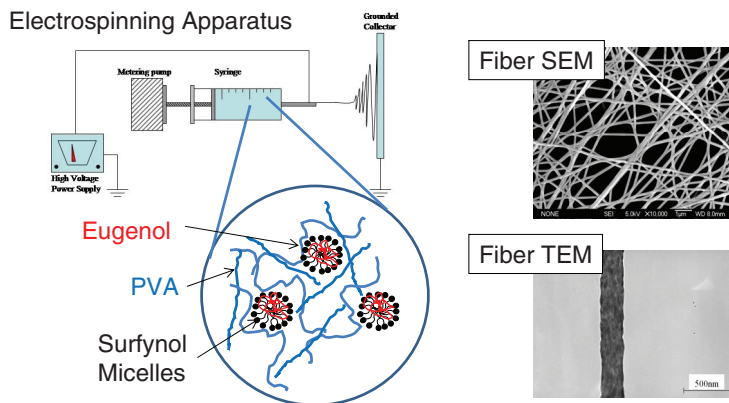 Electrospinning Apparatus
Grounded
Collector
Metering pump
Syringe
High Voltage
Power Supply
Eugenol
PVA
Surfynol
Micelles
Fiber SEM
NONE SEI 5.0kV X10,000 1µm WD 8.0mm
Fiber TEM
500nm